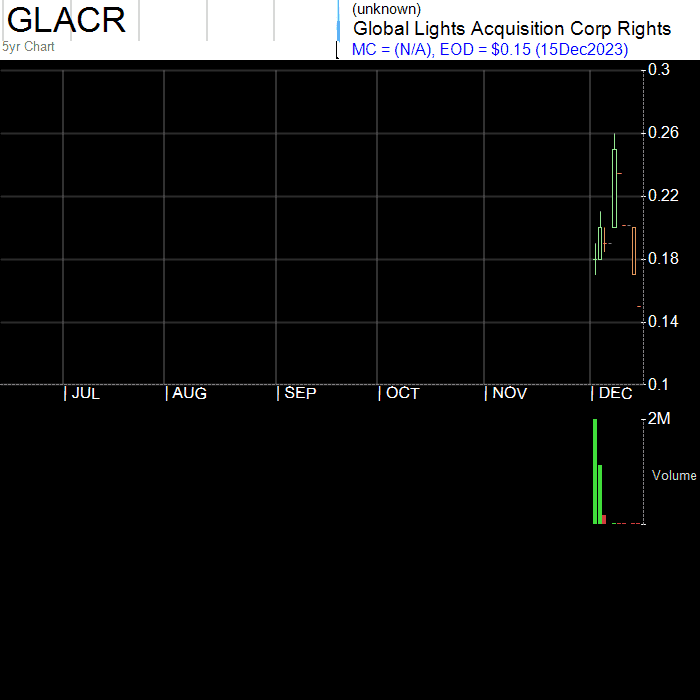 GLACR
5yr Chart
(unknown)
Global Lights Acquisition Corp Rights
MC = (N/A), EOD = $0.15 (15Dec2023)
0.3
0.26
0.22
0.18
0.14
0.1
| JUL | AUG | SEP | OCT | NOV | DEC
2M
Volume